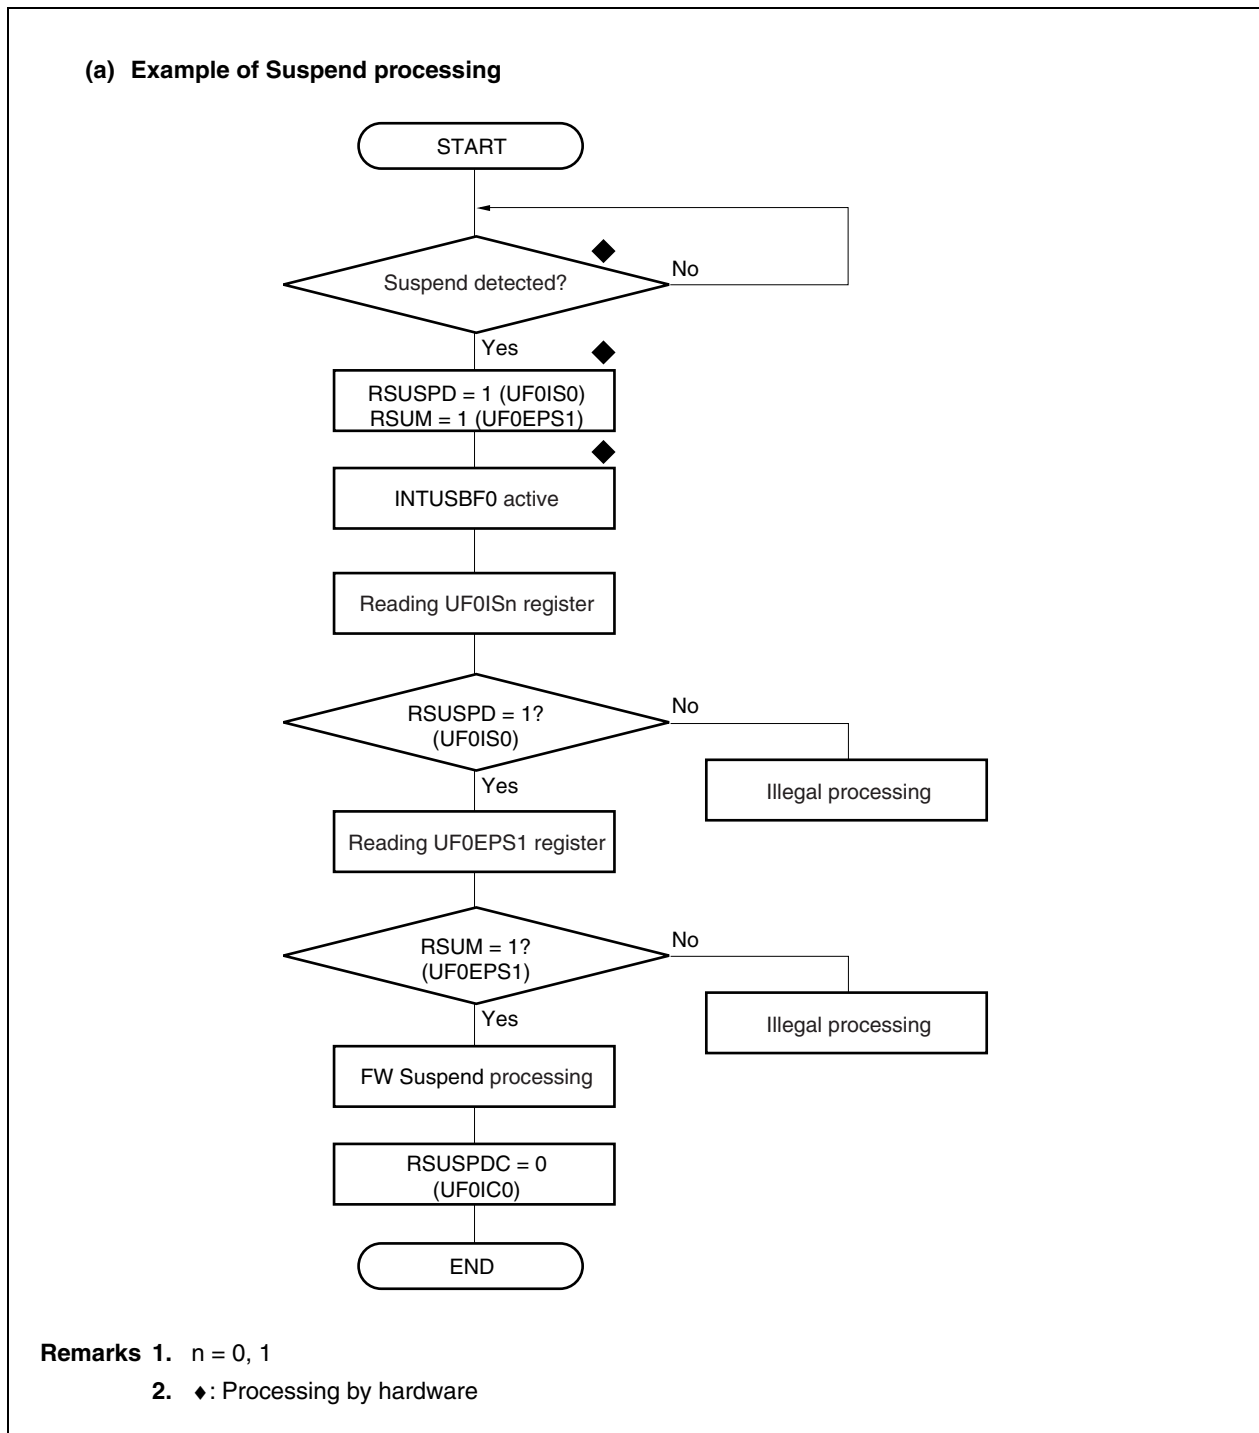 (a) Example of Suspend processing
START
Suspend detected?
No
Yes
RSUSPD = 1 (UF0IS0)
RSUM = 1 (UF0EPS1)
INTUSBF0 active
Reading UF0ISn register
RSUSPD = 1?
(UF0IS0)
No
Yes
Illegal processing
Reading UF0EPS1 register
RSUM = 1?
(UF0EPS1)
No
Yes
Illegal processing
FW Suspend processing
RSUSPDC = 0
(UF0IC0)
END
Remarks 1. n = 0, 1
2. ♦: Processing by hardware